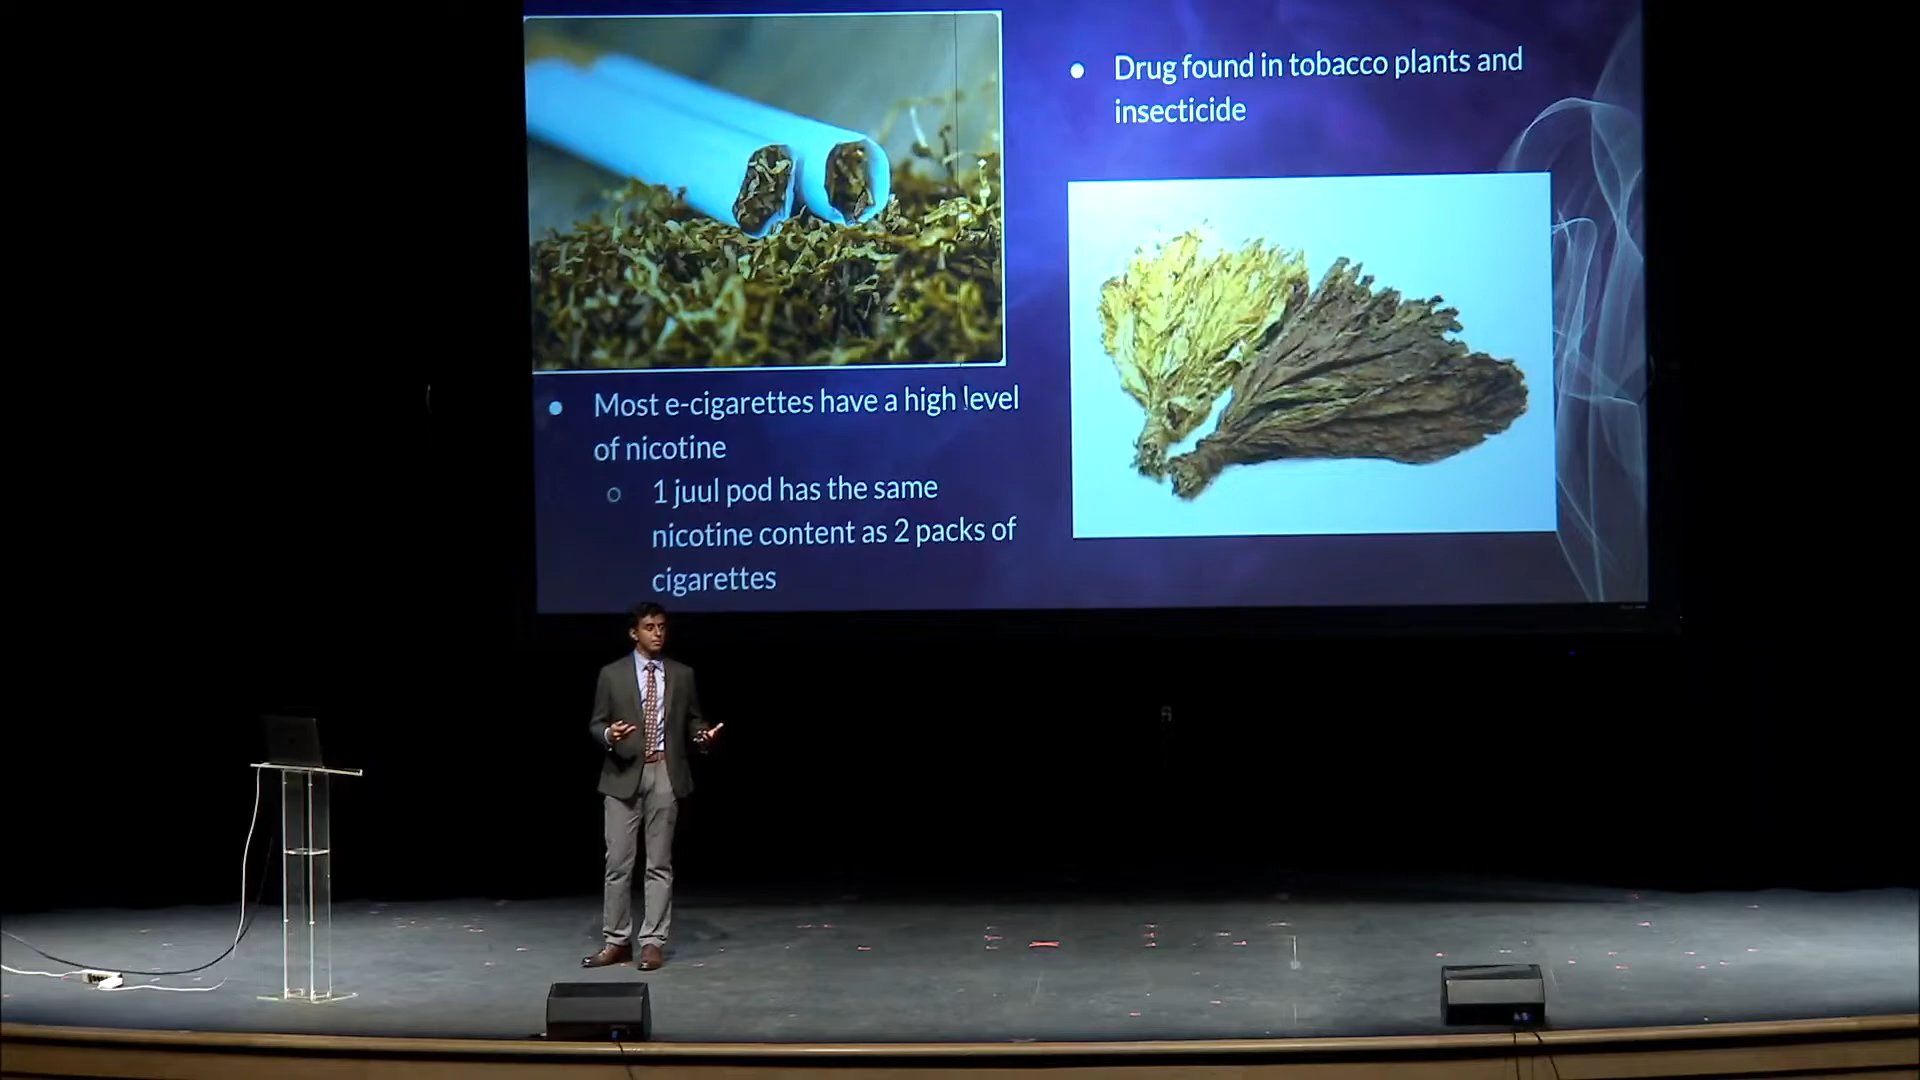 Drug found in tobacco plants and
insecticide
Most e-cigarettes have a high level
of nicotine
1 juul pod has the same
nicotine content as 2 packs of
cigarettes